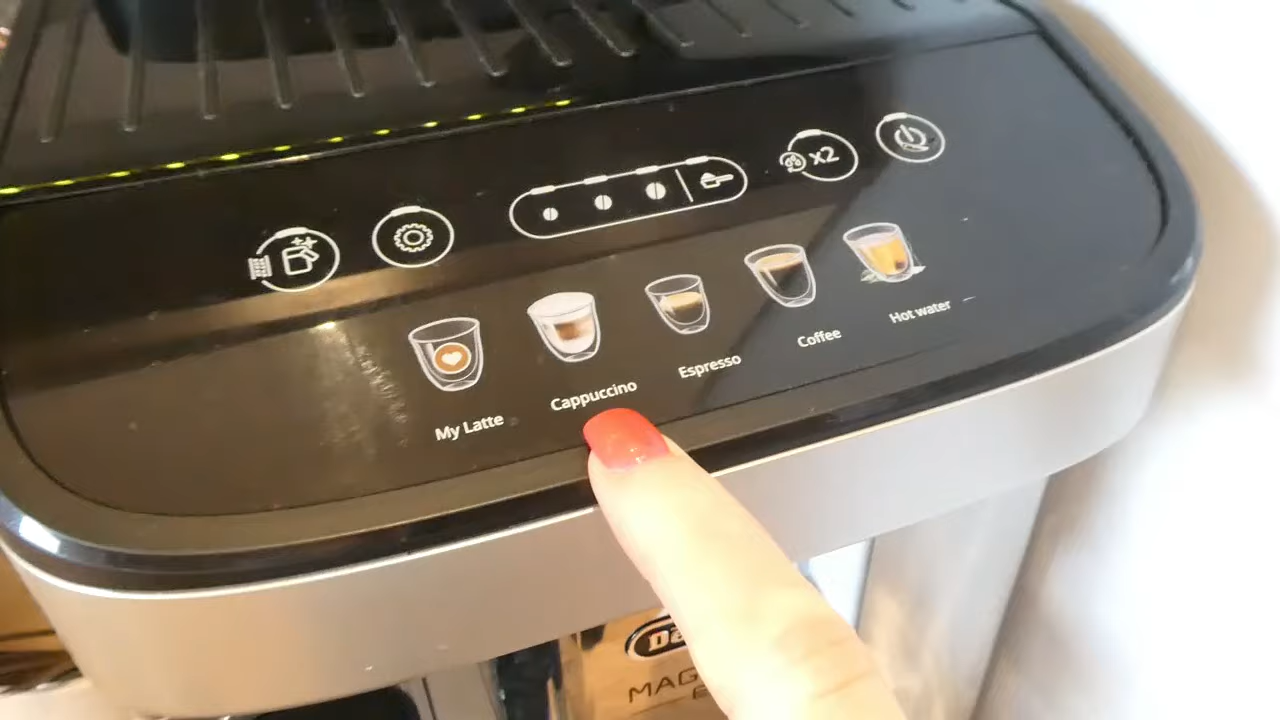 x2
My Latte
Cappuccino
Espresso
Coffee
Hot water